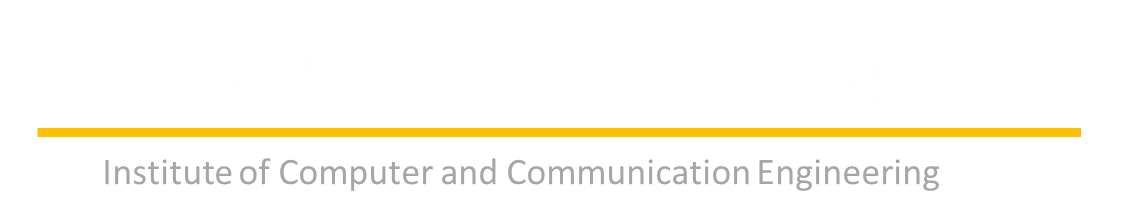 Institute of Computer and Communication Engineering